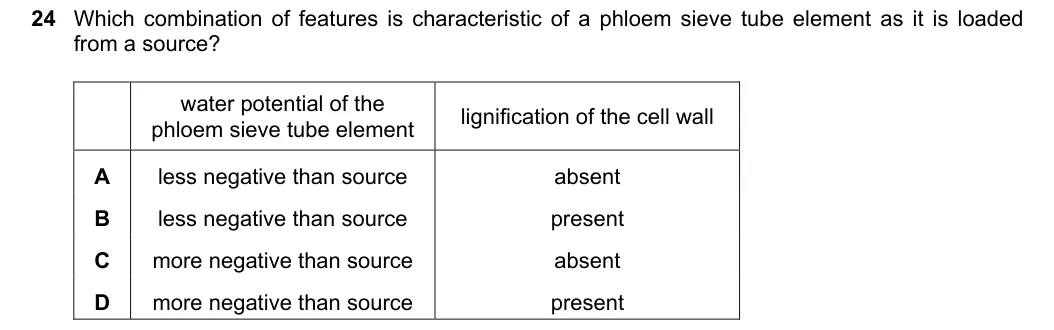 24 Which combination of features is characteristic of a phloem sieve tube element as it is loaded
from a source?
water potential of the
phloem sieve tube element
lignification of the cell wall
A less negative than source absent
B less negative than source present
C more negative than source absent
D more negative than source present